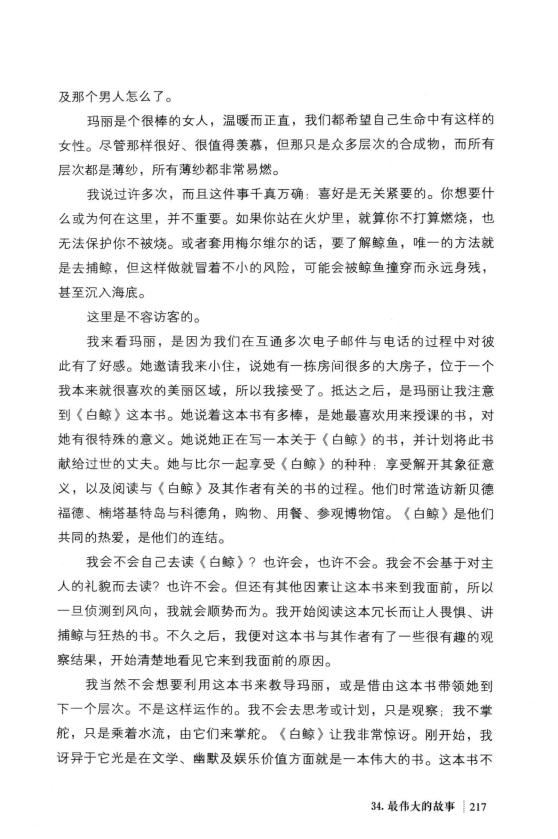 及那个男人怎么了。
玛丽是个很棒的女人，温暖而正直，我们都希望自己生命中有这样的
女性。尽管那样很好、很值得羡慕，但那只是众多层次的合成物，而所有
层次都是薄纱，所有薄纱都非常易燃。
我说过许多次，而且这件事千真万确：喜好是无关紧要的。你想要什
么或为何在这里，并不重要。如果你站在火炉里，就算你不打算燃烧，也
无法保护你不被烧。或者套用梅尔维尔的话，要了解鲸鱼，唯一的方法就
是去捕鲸，但这样做就冒着不小的风险，可能会被鲸鱼撞穿而永远身残，
甚至沉入海底。
这里是不容访客的。
我来看玛丽，是因为我们在互通多次电子邮件与电话的过程中对彼
此有了好感。她邀请我来小住，说她有一栋房间很多的大房子，位于一个
我本来就很喜欢的美丽区域，所以我接受了。抵达之后，是玛丽让我注意
到《白鲸》这本书。她说着这本书有多棒，是她最喜欢用来授课的书，对
她有很特殊的意义。她说她正在写一本关于《白鲸》的书，并计划将此书
献给过世的丈夫。她与比尔一起享受《白鲸》的种种：享受解开其象征意
义，以及阅读与《白鲸》及其作者有关的书的过程。他们时常造访新贝德
福德、楠塔基特岛与科德角，购物、用餐、参观博物馆。《白鲸》是他们
共同的热爱，是他们的连结。
我会不会自己去读《白鲸》？也许会，也许不会。我会不会基于对主
人的礼貌而去读？也许不会。但还有其他因素让这本书来到我面前，所以
一旦侦测到风向，我就会顺势而为。我开始阅读这本冗长而让人畏惧、讲
捕鲸与狂热的书。不久之后，我便对这本书与其作者有了一些很有趣的观
察结果，开始清楚地看见它来到我面前的原因。
我当然不会想要利用这本书来教导玛丽，或是借由这本书带领她到
下一个层次。不是这样运作的。我不会去思考或计划，只是观察；我不掌
舵，只是乘着水流，由它们来掌舵。《白鲸》让我非常惊讶。刚开始，我
讶异于它光是在文学、幽默及娱乐价值方面就是一本伟大的书。这本书不
34. 最伟大的故事 217